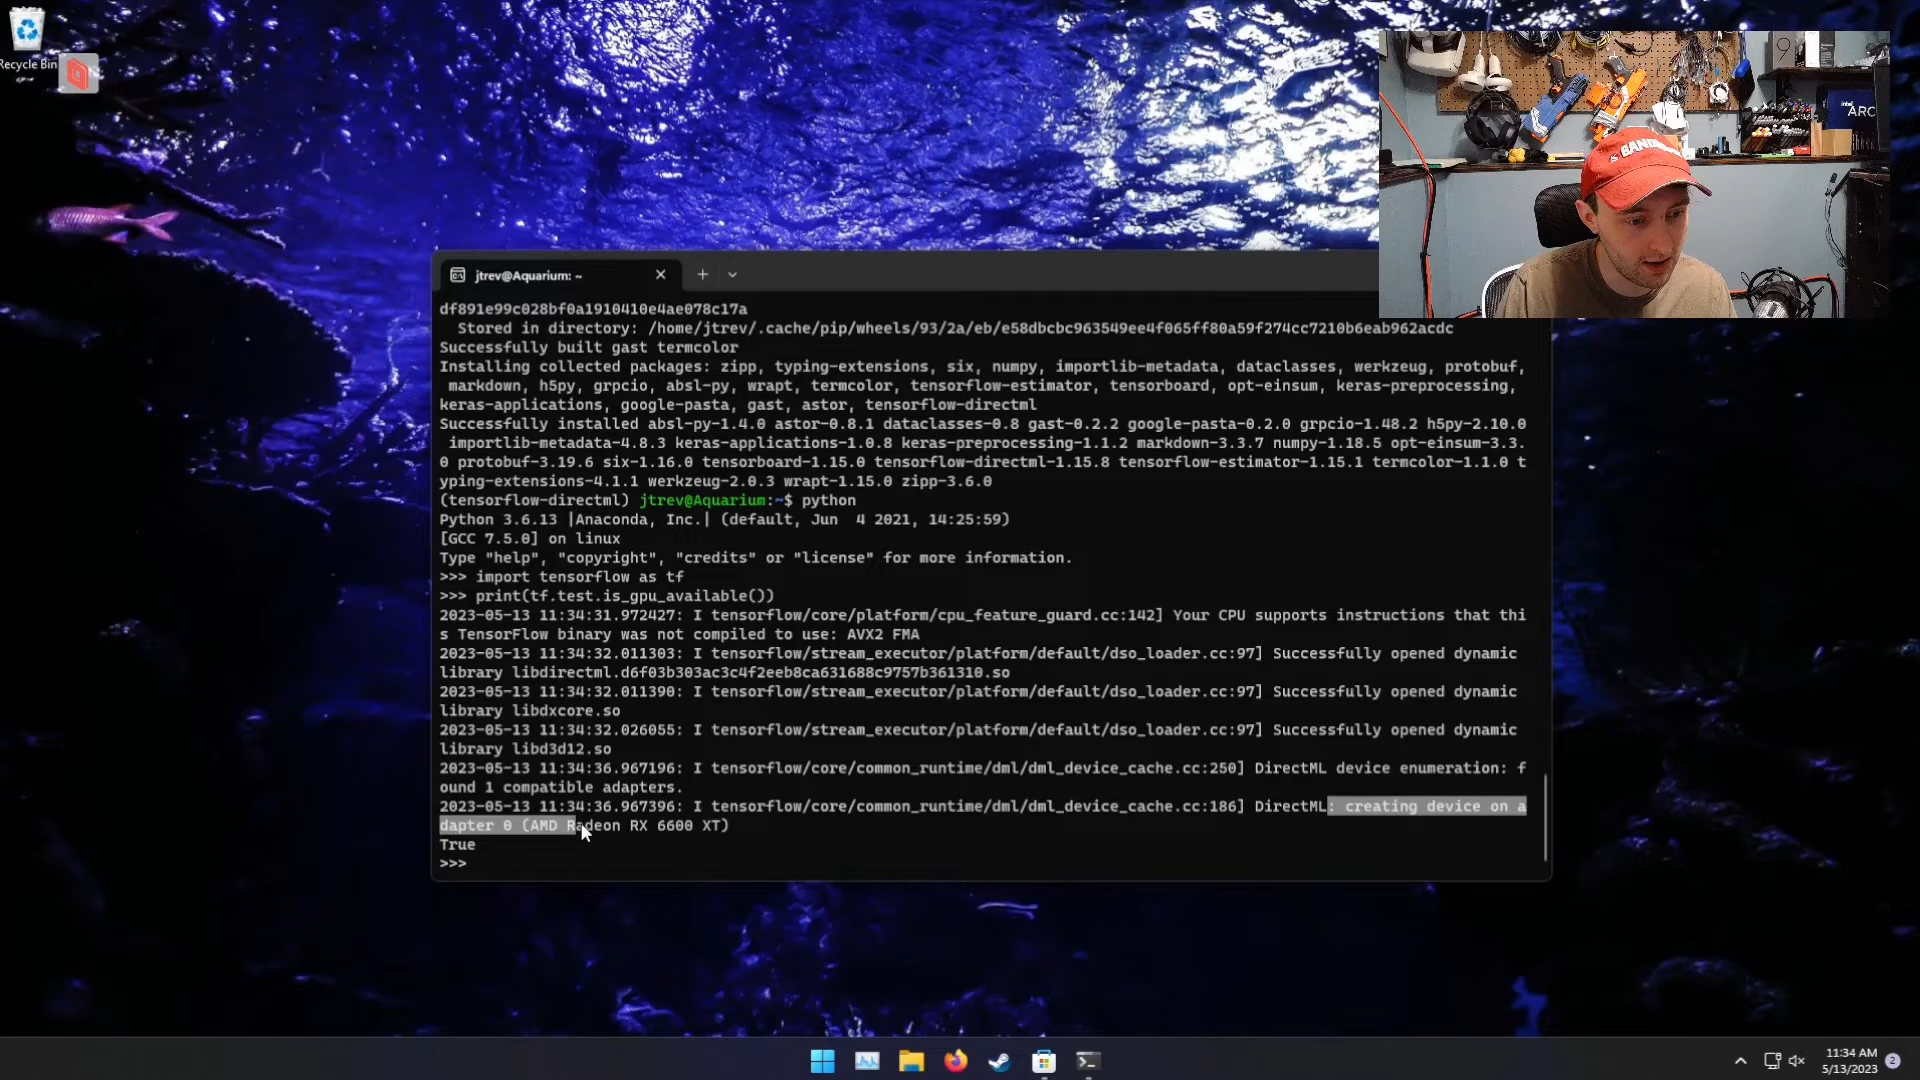 Recycle Bin
9
intel
ARC
jtrev@Aquarium: ~
df891e99c028bf0a1910410e4ae078c17a
Stored in directory: /home/jtrev/.cache/pip/wheels/93/2a/eb/e58dbcbc963549ee4f065ff80a59f274cc7210b6eab962acdc
Successfully built gast termcolor
Installing collected packages: zipp, typing-extensions, six, numpy, importlib-metadata, dataclasses, werkzeug, protobuf,
markdown, h5py, grpcio, absl-py, wrapt, termcolor, tensorflow-estimator, tensorboard, opt-einsum, keras-preprocessing,
keras-applications, google-pasta, gast, astor, tensorflow-directml
Successfully installed absl-py-1.4.0 astor-0.8.1 dataclasses-0.8 gast-0.2.2 google-pasta-0.2.0 grpcio-1.48.2 h5py-2.10.0
importlib-metadata-4.8.3 keras-applications-1.0.8 keras-preprocessing-1.1.2 markdown-3.3.7 numpy-1.18.5 opt-einsum-3.3.
0 protobuf-3.19.6 six-1.16.0 tensorboard-1.15.0 tensorflow-directml-1.15.8 tensorflow-estimator-1.15.1 termcolor-1.1.0 t
yping-extensions-4.1.1 werkzeug-2.0.3 wrapt-1.15.0 zipp-3.6.0
(tensorflow-directml) jtrev@Aquarium:~$ python
Python 3.6.13 |Anaconda, Inc.| (default, Jun  4 2021, 14:25:59)
[GCC 7.5.0] on linux
Type "help", "copyright", "credits" or "license" for more information.
>>> import tensorflow as tf
>>> print(tf.test.is_gpu_available())
2023-05-13 11:34:31.972427: I tensorflow/core/platform/cpu_feature_guard.cc:142] Your CPU supports instructions that thi
s TensorFlow binary was not compiled to use: AVX2 FMA
2023-05-13 11:34:32.011303: I tensorflow/stream_executor/platform/default/dso_loader.cc:97] Successfully opened dynamic
library libdirectml.d6f03b303ac3c4f2eeb8ca631688c9757b361310.so
2023-05-13 11:34:32.011390: I tensorflow/stream_executor/platform/default/dso_loader.cc:97] Successfully opened dynamic
library libdxcore.so
2023-05-13 11:34:32.026055: I tensorflow/stream_executor/platform/default/dso_loader.cc:97] Successfully opened dynamic
library libd3d12.so
2023-05-13 11:34:36.967196: I tensorflow/core/common_runtime/dml/dml_device_cache.cc:250] DirectML device enumeration: f
ound 1 compatible adapters.
2023-05-13 11:34:36.967396: I tensorflow/core/common_runtime/dml/dml_device_cache.cc:186] DirectML: creating device on a
dapter 0 (AMD Radeon RX 6600 XT)
True
>>>
11:34 AM
5/13/2023
2